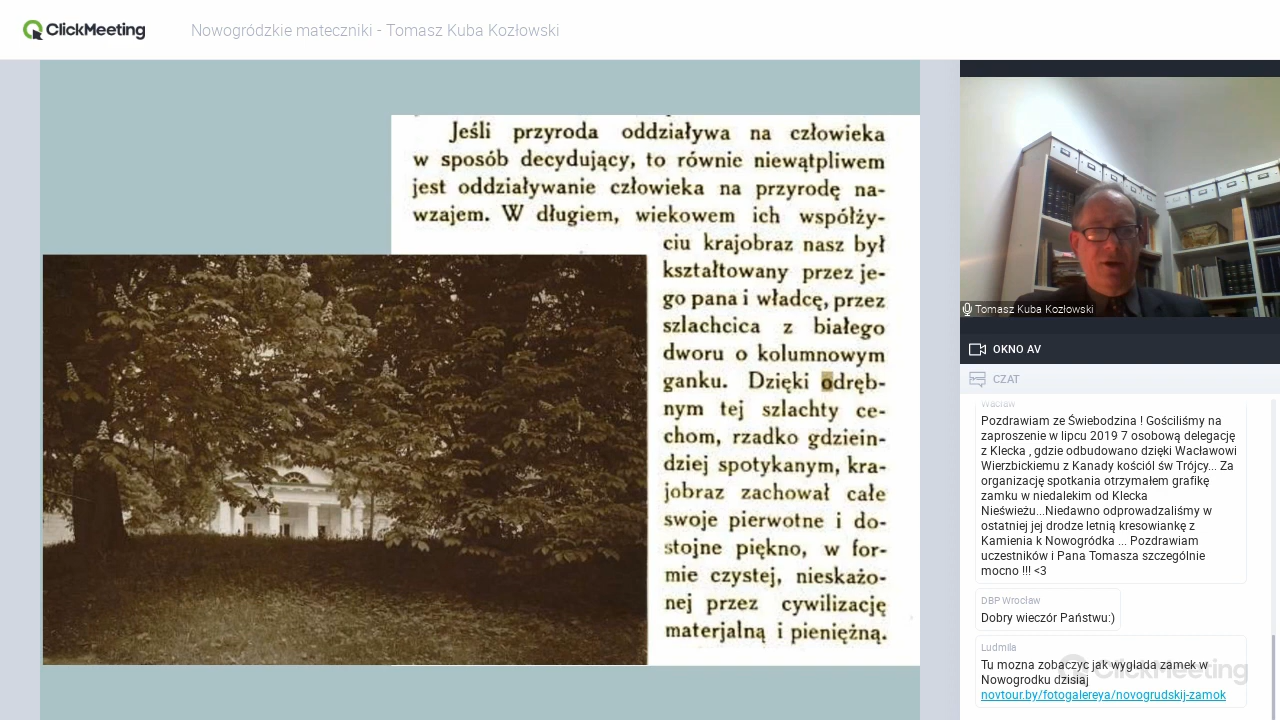 ClickMeeting
Nowogródzkie mateczniki - Tomasz Kuba Kozłowski
Jeśli przyroda oddziaływa na człowieka
w sposób decydujący, to równie niewątpliwem
jest oddziaływanie człowieka na przyrodę na-
wzajem. W długiem, wiekowem ich współży-
ciu krajobraz nasz był
kształtowany przez je-
go pana i władcę, przez
szlachcica z białego
dworu o kolumnowym
ganku. Dzięki odręb-
nym tej szlachty ce-
chom, rzadko gdziein-
dziej spotykanym, kra-
jobraz zachował całe
swoje pierwotne i do-
stojne piękno, w for-
mie czystej, nieskażo-
nej przez cywilizację
materjalną i pieniężną.
Tomasz Kuba Kozlowski
OKNO AV
CZAT
Wacław
Pozdrawiam ze Świebodzina ! Gościliśmy na
zaproszenie w lipcu 2019 7 osobową delegację
z Klecka , gdzie odbudowano dzięki Wacławowi
Wierzbickiemu z Kanady kośćiól św Trójcy... Za
organizację spotkania otrzymałem grafikę
zamku w niedalekim od Klecka
Nieświeżu...Niedawno odprowadzaliśmy w
ostatniej jej drodze letnią kresowiankę z
Kamienia k Nowogródka ... Pozdrawiam
uczestników i Pana Tomasza szczególnie
mocno !!! <3
DBP Wrocław
Dobry wieczór Państwu:)
Ludmila
Tu mozna zobaczyc jak wyglada zamek w
Nowogrodku dzisiaj
novtour.by/fotogalereya/novogrudskij-zamok
ClickMeeting